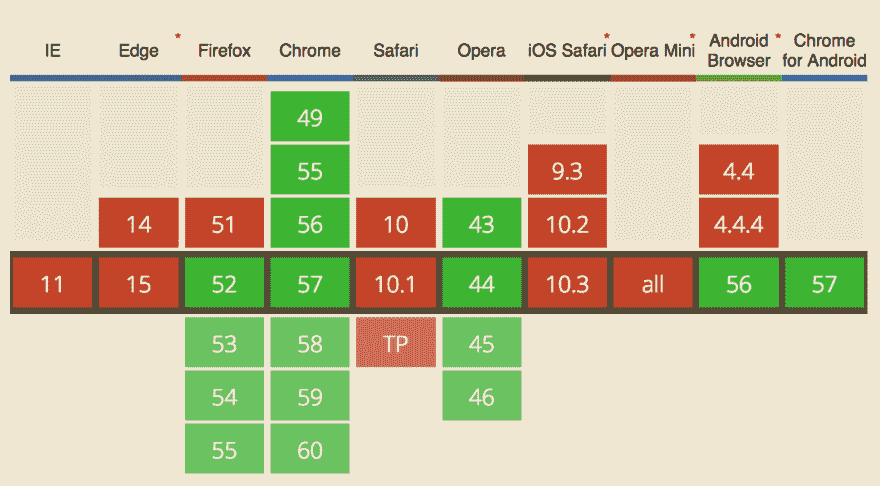 IE Edge * Firefox Chrome Safari Opera iOS Safari * Opera Mini * Android Browser * Chrome for Android
49
55 9.3 4.4
14 51 56 10 43 10.2 4.4.4
11 15 52 57 10.1 44 10.3 all 56 57
53 58 TP 45
54 59 46
55 60